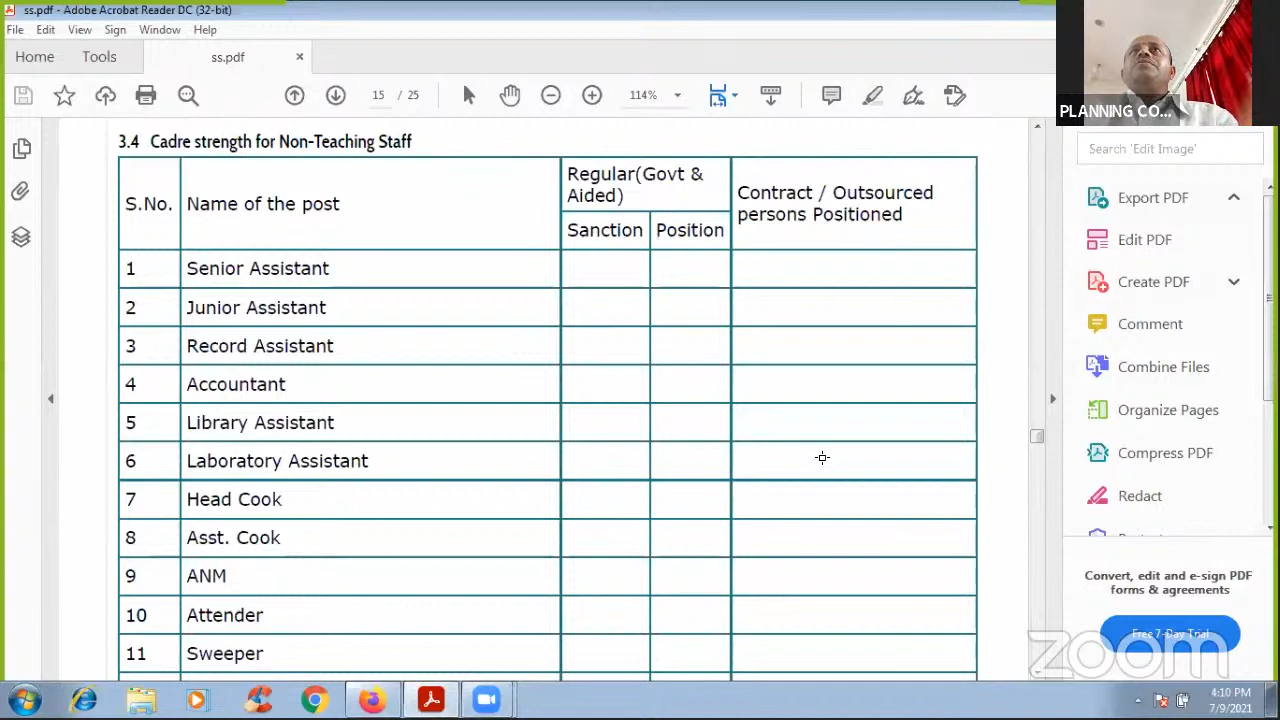 ss.pdf - Adobe Acrobat Reader DC (32-bit)
File Edit View Sign Window Help
Home Tools ss.pdf ×
15 / 25 114%
PLANNING CO...
3.4 Cadre strength for Non-Teaching Staff
S.No. Name of the post Regular(Govt & Aided) Contract / Outsourced persons Positioned
Sanction Position
1 Senior Assistant
2 Junior Assistant
3 Record Assistant
4 Accountant
5 Library Assistant
6 Laboratory Assistant
7 Head Cook
8 Asst. Cook
9 ANM
10 Attender
11 Sweeper
Search 'Edit Image'
Export PDF
Edit PDF
Create PDF
Comment
Combine Files
Organize Pages
Compress PDF
Redact
Convert, edit and e-sign PDF
forms & agreements
Free 7-Day Trial
zoom
4:10 PM
7/9/2021